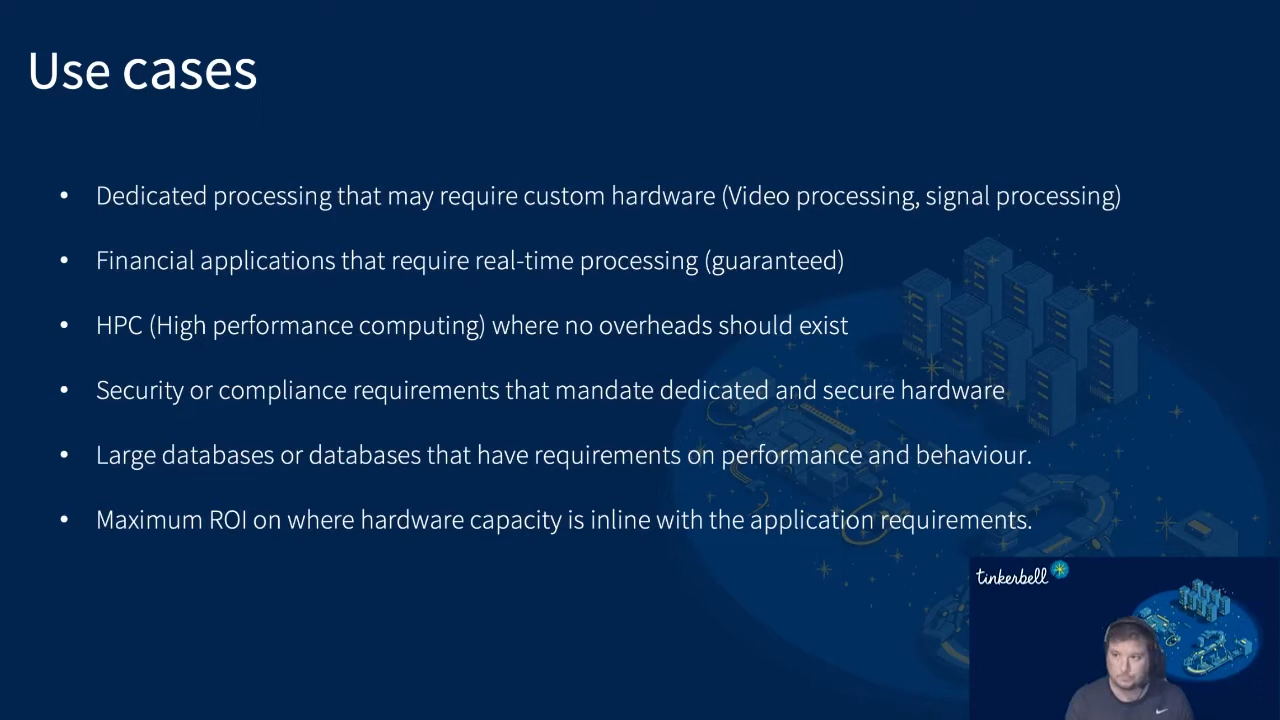 Use cases
• Dedicated processing that may require custom hardware (Video processing, signal processing)
• Financial applications that require real-time processing (guaranteed)
• HPC (High performance computing) where no overheads should exist
• Security or compliance requirements that mandate dedicated and secure hardware
• Large databases or databases that have requirements on performance and behaviour.
• Maximum ROI on where hardware capacity is inline with the application requirements.
tinkerbell